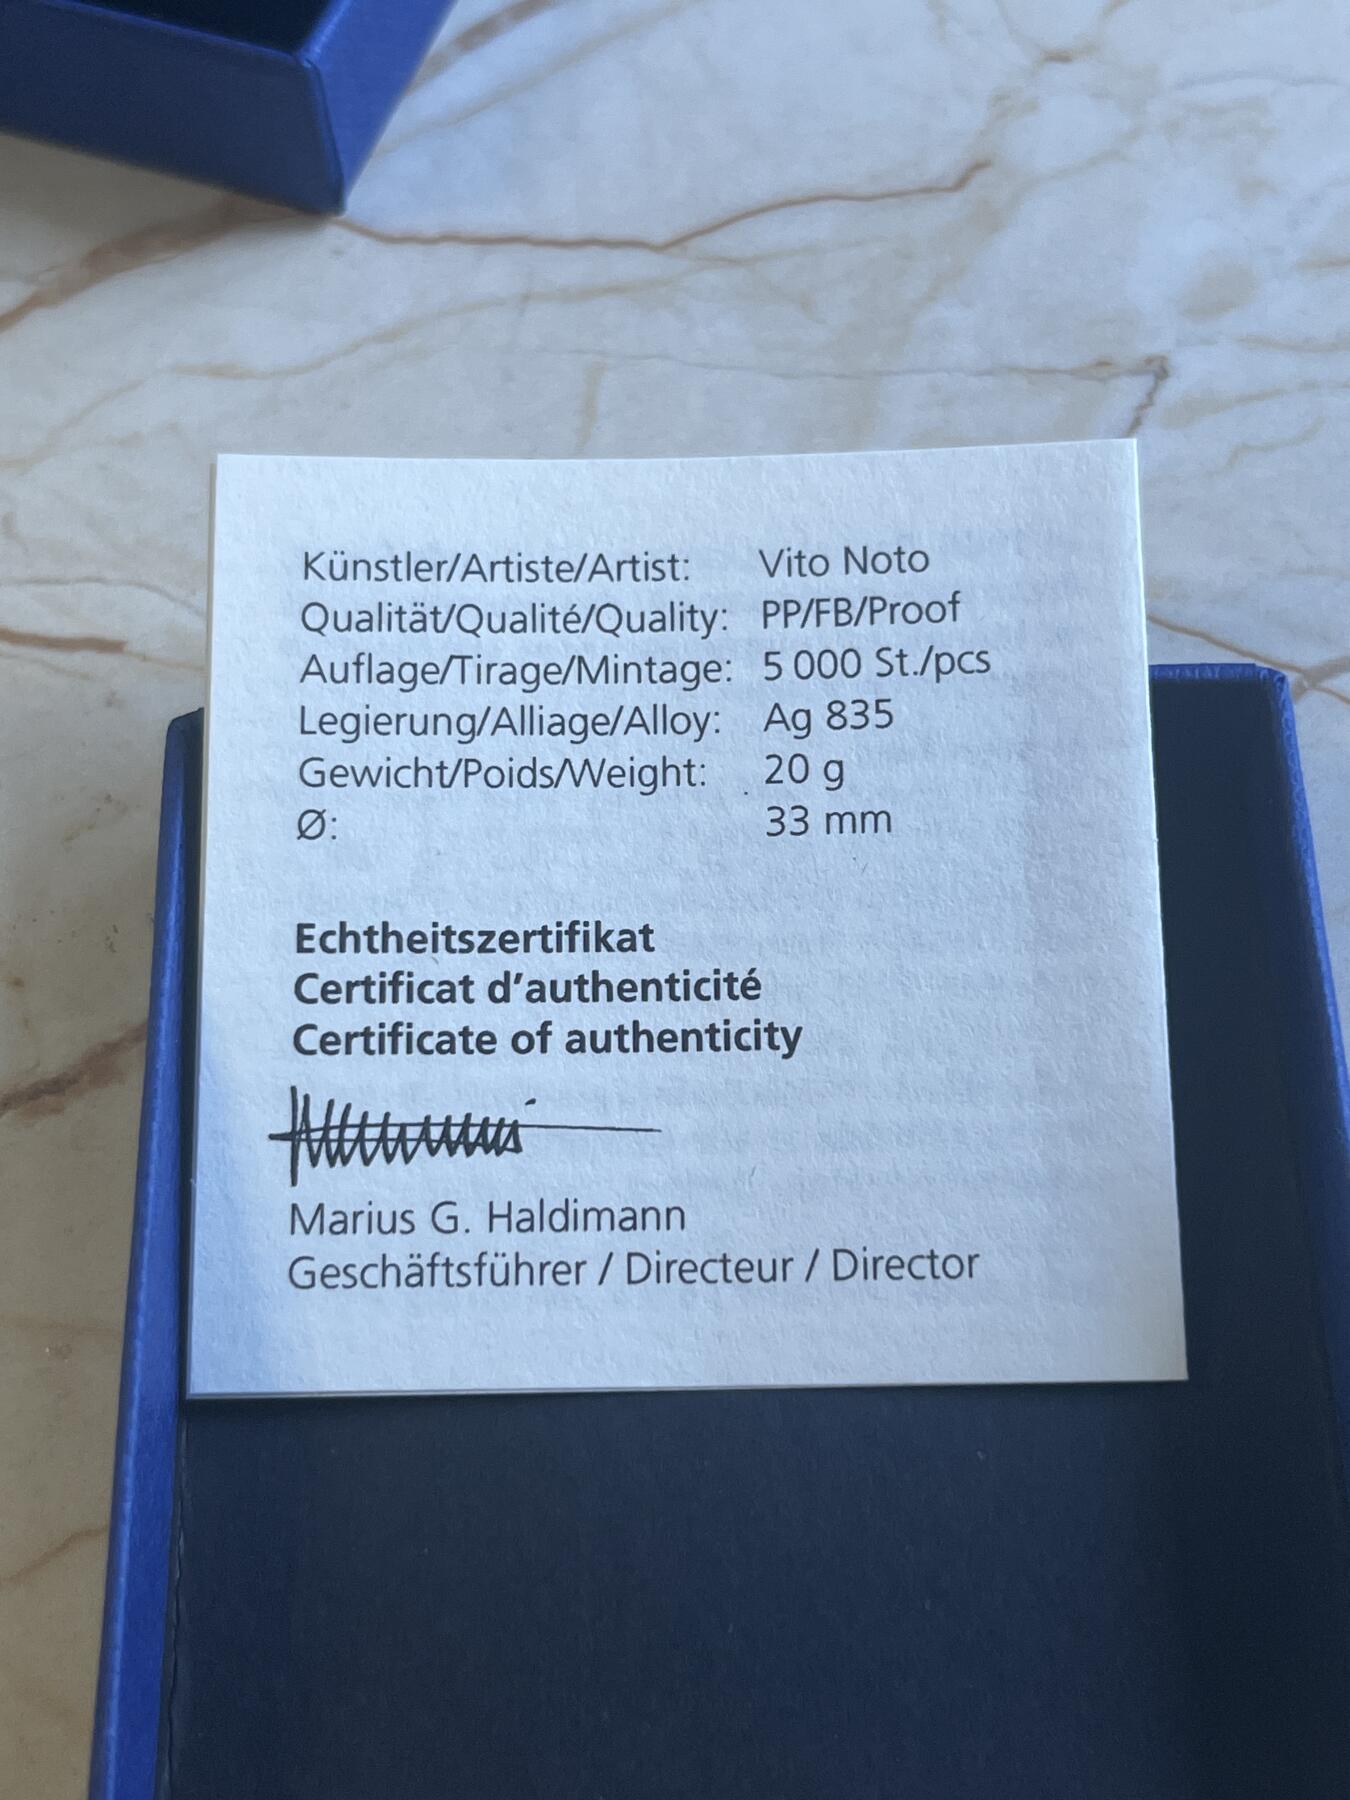 Künstler/Artiste/Artist: Vito Noto
Qualität/Qualité/Quality: PP/FB/Proof
Auflage/Tirage/Mintage: 5 000 St./pcs
Legierung/Alliage/Alloy: Ag 835
Gewicht/Poids/Weight: 20 g
Ø: 33 mm
Echtheitszertifikat
Certificat d’authenticité
Certificate of authenticity
Marius G. Haldimann
Geschäftsführer / Directeur / Director